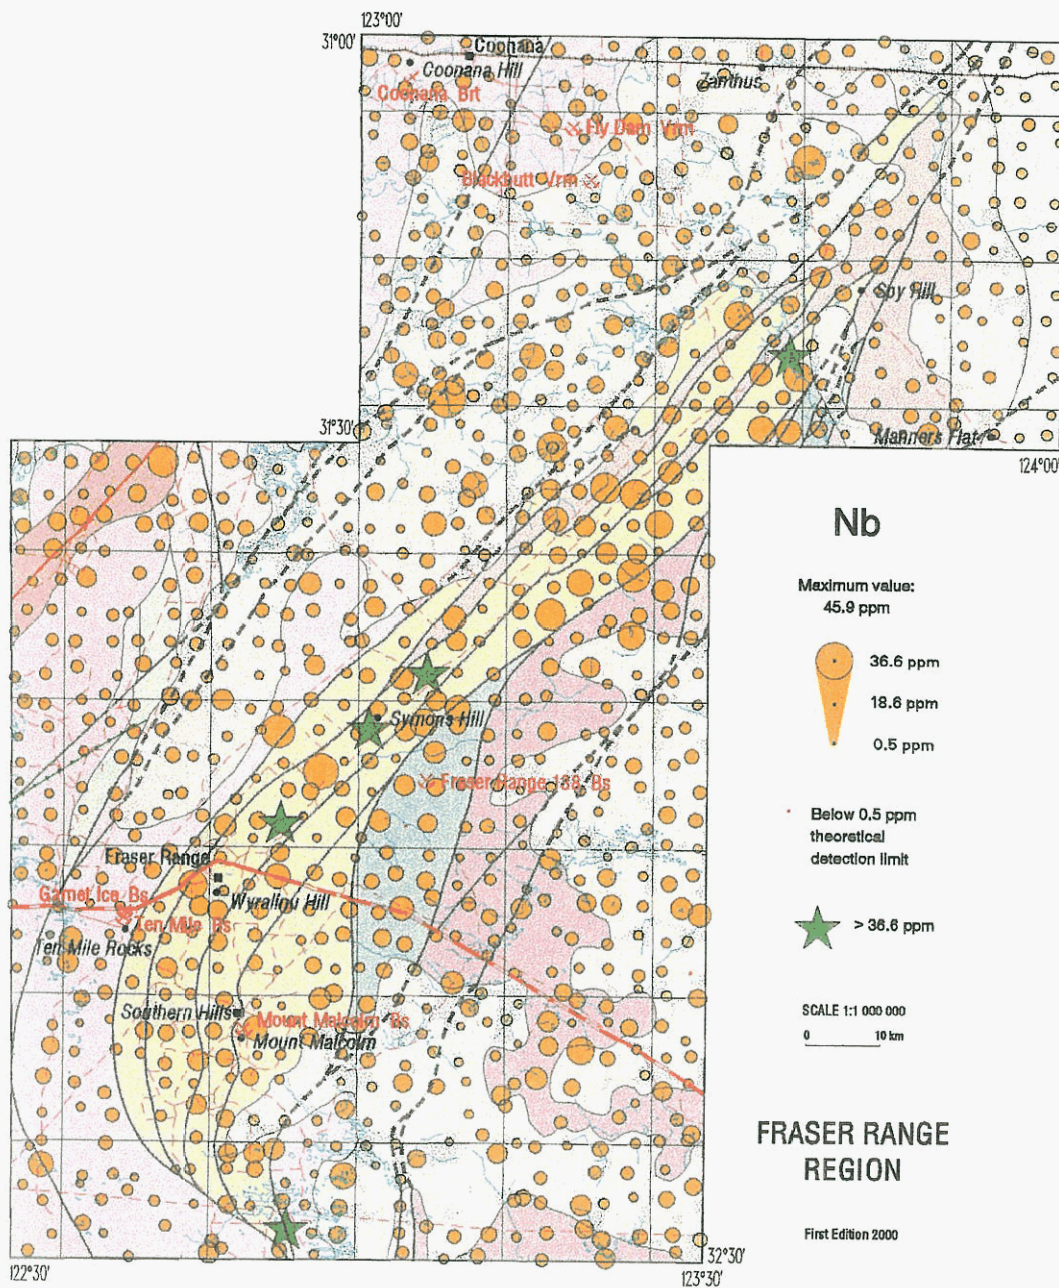 123°00'
31°00'
Coonana
Coonana Hill
Zanthus
Coonana Brt
Fly Dam Vrm
Blackbutt Vrm
Spy Hill
31°30'
Manners Flat
124°00'
Nb
Maximum value:
45.9 ppm
36.6 ppm
18.6 ppm
0.5 ppm
Symons Hill
Fraser Range 138 Bs
Below 0.5 ppm
theoretical
detection limit
Fraser Range
Garnet Ice Bs
Wyralinu Hill
Ten Mile Bs
Ten Mile Rocks
> 36.6 ppm
Southern Hills
Mount Malcolm Bs
Mount Malcolm
SCALE 1:1 000 000
0 10 km
FRASER RANGE
REGION
First Edition 2000
122°30'
32°30'
123°30'